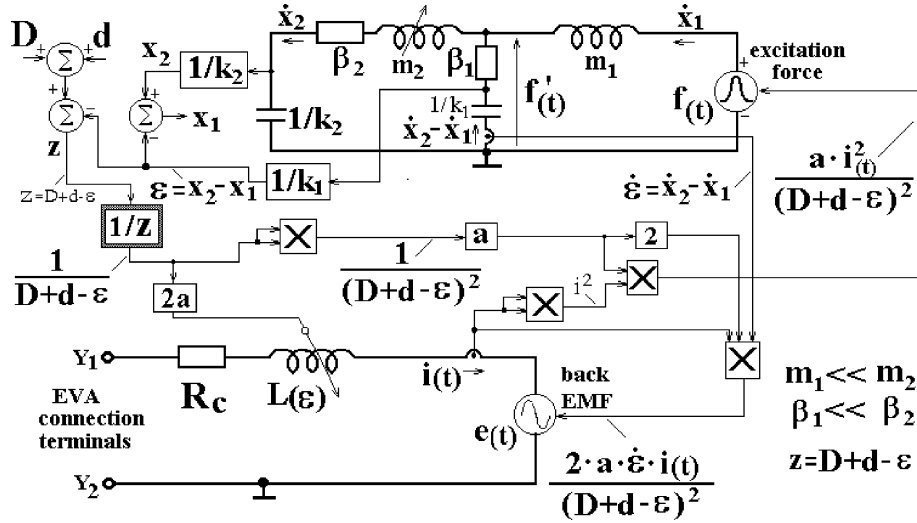 D + + d
Σ
+
Σ -
z
Z=D+d-ε
1/z
1/(D+d-ε)
2a
x₂
1/k₂
+
Σ
-
x₁
ε=x₂-x₁
1/k₁
ẋ₂
β₂
m₂
β₁
1/k₂
1/k₁
ẋ₂-ẋ₁
f'(t)
m₁
ẋ₁
+
f(t)
-
excitation
force
ε̇=ẋ₂-ẋ₁
a·i²(t)/(D+d-ε)²
X
1/(D+d-ε)²
a
2
X
i²
X
X
Y₁
Rc
L(ε)
i(t)
EVA
connection
terminals
back
EMF
e(t)
2·a·ε̇·i(t)/(D+d-ε)²
Y₂
m₁<< m₂
β₁<< β₂
z=D+d-ε